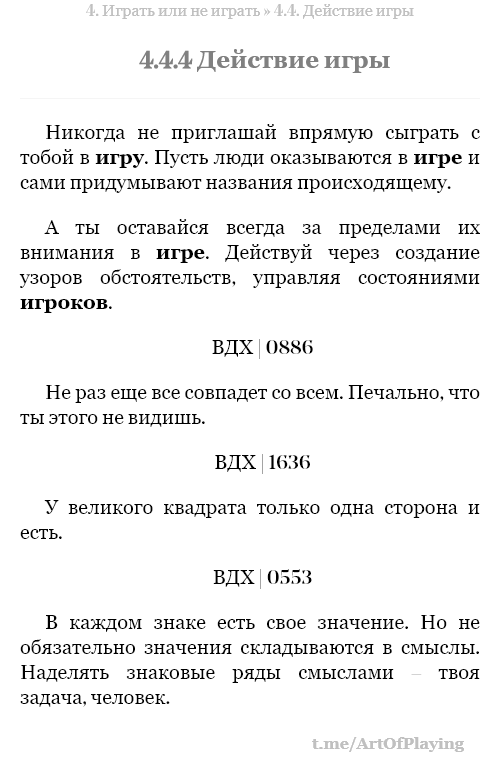 4. Играть или не играть » 4.4. Действие игры
4.4.4 Действие игры
Никогда не приглашай впрямую сыграть с
тобой в игру. Пусть люди оказываются в игре и
сами придумывают названия происходящему.
А ты оставайся всегда за пределами их
внимания в игре. Действуй через создание
узоров обстоятельств, управляя состояниями
игроков.
ВДХ | 0886
Не раз еще все совпадет со всем. Печально, что
ты этого не видишь.
ВДХ | 1636
У великого квадрата только одна сторона и
есть.
ВДХ | 0553
В каждом знаке есть свое значение. Но не
обязательно значения складываются в смыслы.
Наделять знаковые ряды смыслами – твоя
задача, человек.
t.me/ArtOfPlaying